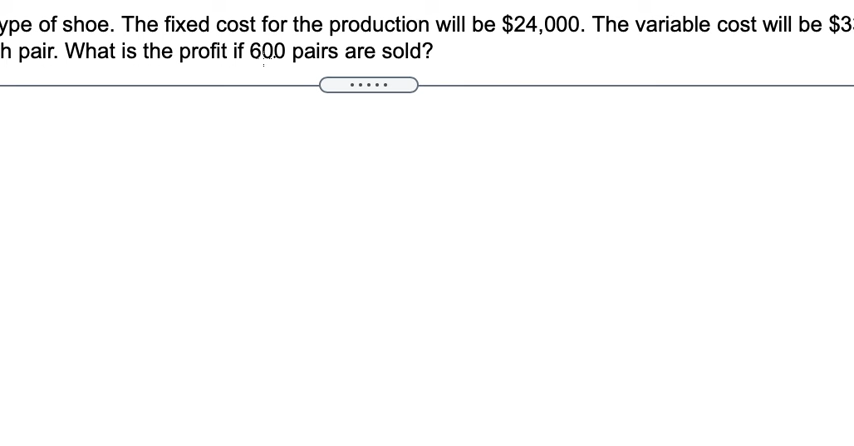 ype of shoe. The fixed cost for the production will be $24,000. The variable cost will be $3
h pair. What is the profit if 600 pairs are sold?